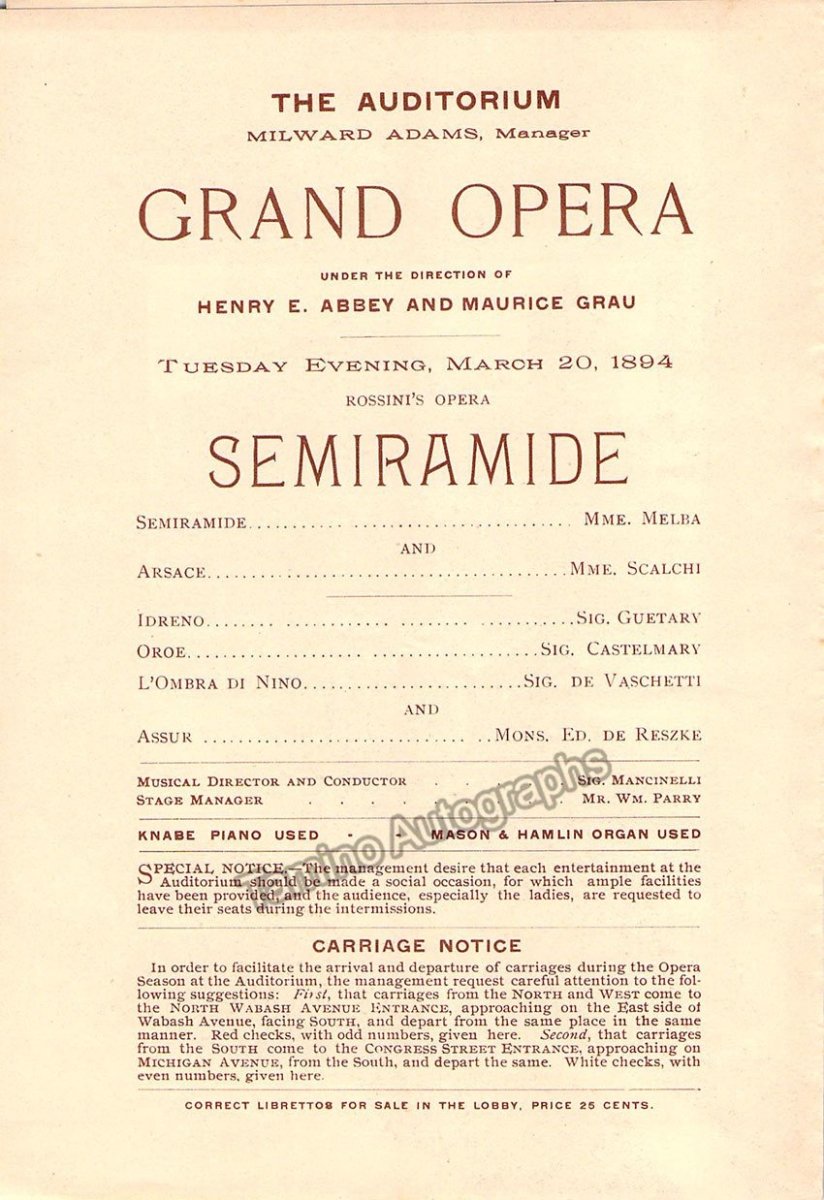 THE AUDITORIUM
MILWARD ADAMS, Manager
GRAND OPERA
UNDER THE DIRECTION OF
HENRY E. ABBEY AND MAURICE GRAU
TUESDAY EVENING, MARCH 20, 1894
ROSSINI'S OPERA
SEMIRAMIDE
SEMIRAMIDE........... ........................ MME. MELBA
AND
ARSACE.........................................MME. SCALCHI
IDRENO........ ........ ........ ............SIG. GUETARY
OROE.................... ....................SIG. CASTELMARY
L'OMBRA DI NINO.........................SIG. DE VASCHETTI
AND
ASSUR ........................ .. ..MONS. ED. DE RESZKE
MUSICAL DIRECTOR AND CONDUCTOR . . . . . SIG. MANCINELLI
STAGE MANAGER . . . . . . . MR. WM. PARRY
KNABE PIANO USED - - MASON & HAMLIN ORGAN USED
SPECIAL NOTICE.—The management desire that each entertainment at the
Auditorium should be made a social occasion, for which ample facilities
have been provided and the audience, especially the ladies, are requested to
leave their seats during the intermissions.
Tamino Autographs
CARRIAGE NOTICE
In order to facilitate the arrival and departure of carriages during the Opera
Season at the Auditorium, the management request careful attention to the fol-
lowing suggestions: First, that carriages from the NORTH and WEST come to
the NORTH WABASH AVENUE ENTRANCE, approaching on the East side of
Wabash Avenue, facing SOUTH, and depart from the same place in the same
manner. Red checks, with odd numbers, given here. Second, that carriages
from the SOUTH come to the CONGRESS STREET ENTRANCE, approaching on
MICHIGAN AVENUE, from the South, and depart the same. White checks, with
even numbers, given here.
CORRECT LIBRETTOS FOR SALE IN THE LOBBY, PRICE 25 CENTS.